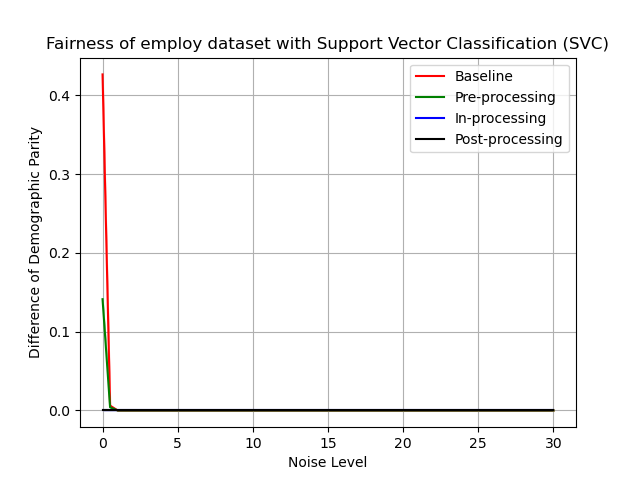 Fairness of employ dataset with Support Vector Classification (SVC)
Baseline
Pre-processing
In-processing
Post-processing
Difference of Demographic Parity
0.4
0.3
0.2
0.1
0.0
0 5 10 15 20 25 30
Noise Level